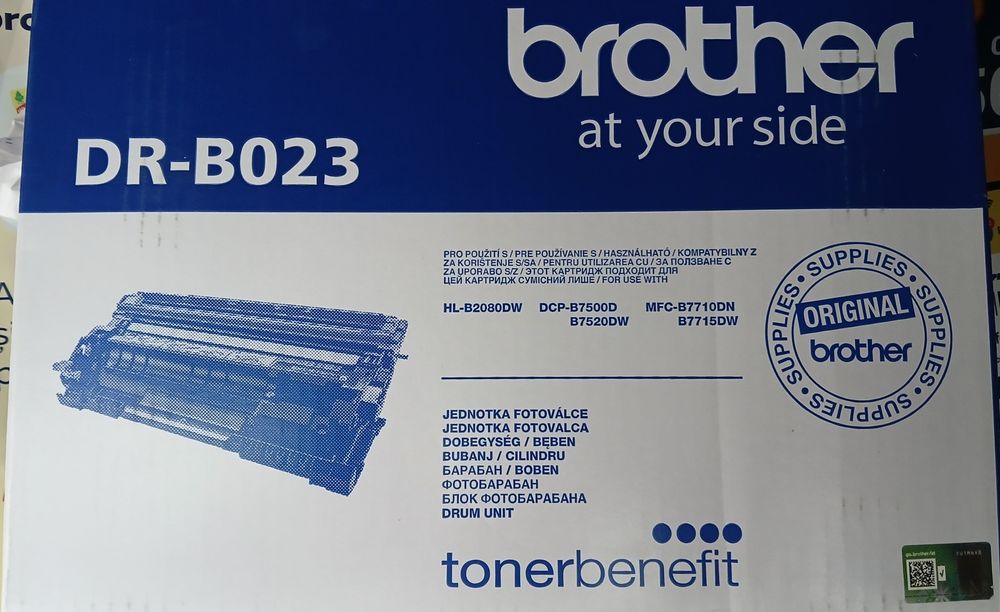 brother
at your side
DR-B023
PRO POUŽITÍ S / PRE POUŽÍVANIE S / HASZNÁLHATÓ / KOMPATYBILNY Z
ZA KORIŠTENJE S/SA / PENTRU UTILIZAREA CU / ЗА ПОЛЗВАНЕ С
ZA UPORABO S/Z / ЭТОТ КАРТРИДЖ ПОДХОДИТ ДЛЯ
ЦЕЙ КАРТРИДЖ СУМІСНИЙ ЛИШЕ / FOR USE WITH
HL-B2080DW DCP-B7500D MFC-B7710DN
B7520DW B7715DW
SUPPLIES • SUPPLIES • SUPPLIES • SUPPLIES •
ORIGINAL
brother
JEDNOTKA FOTOVÁLCE
JEDNOTKA FOTOVALCA
DOBEGYSÉG / BĘBEN
BUBANJ / CILINDRU
БАРАБАН / BOBEN
ФОТОБАРАБАН
БЛОК ФОТОБАРАБАНА
DRUM UNIT
tonerbenefit